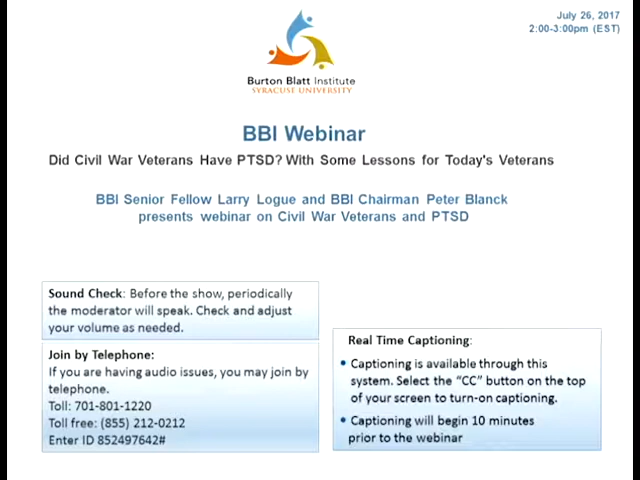 July 26, 2017
2:00-3:00pm (EST)
Burton Blatt Institute
SYRACUSE UNIVERSITY
BBI Webinar
Did Civil War Veterans Have PTSD? With Some Lessons for Today's Veterans
BBI Senior Fellow Larry Logue and BBI Chairman Peter Blanck
presents webinar on Civil War Veterans and PTSD
Sound Check: Before the show, periodically
the moderator will speak. Check and adjust
your volume as needed.
Join by Telephone:
If you are having audio issues, you may join by
telephone.
Toll: 701-801-1220
Toll free: (855) 212-0212
Enter ID 852497642#
Real Time Captioning:
• Captioning is available through this
system. Select the “CC” button on the top
of your screen to turn-on captioning.
• Captioning will begin 10 minutes
prior to the webinar